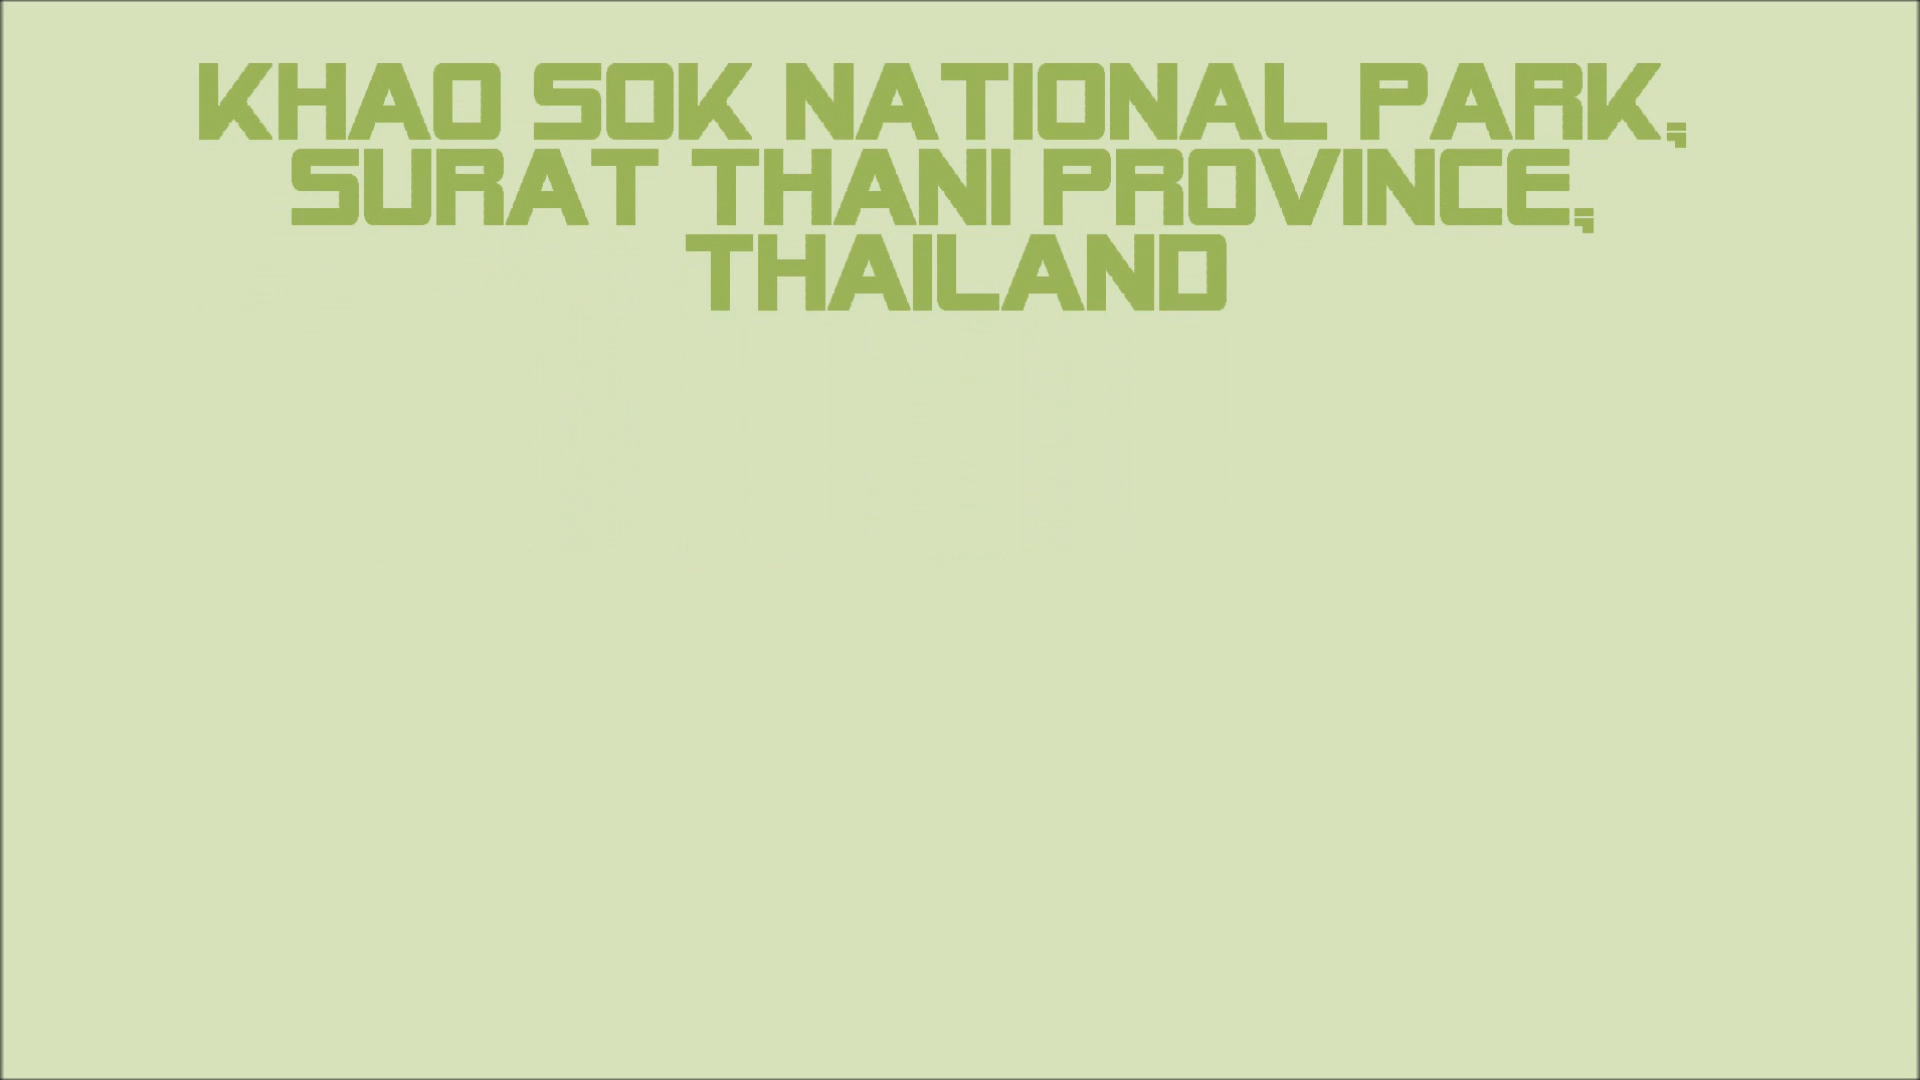 KHAO SOK NATIONAL PARK,
SURAT THANI PROVINCE,
THAILAND